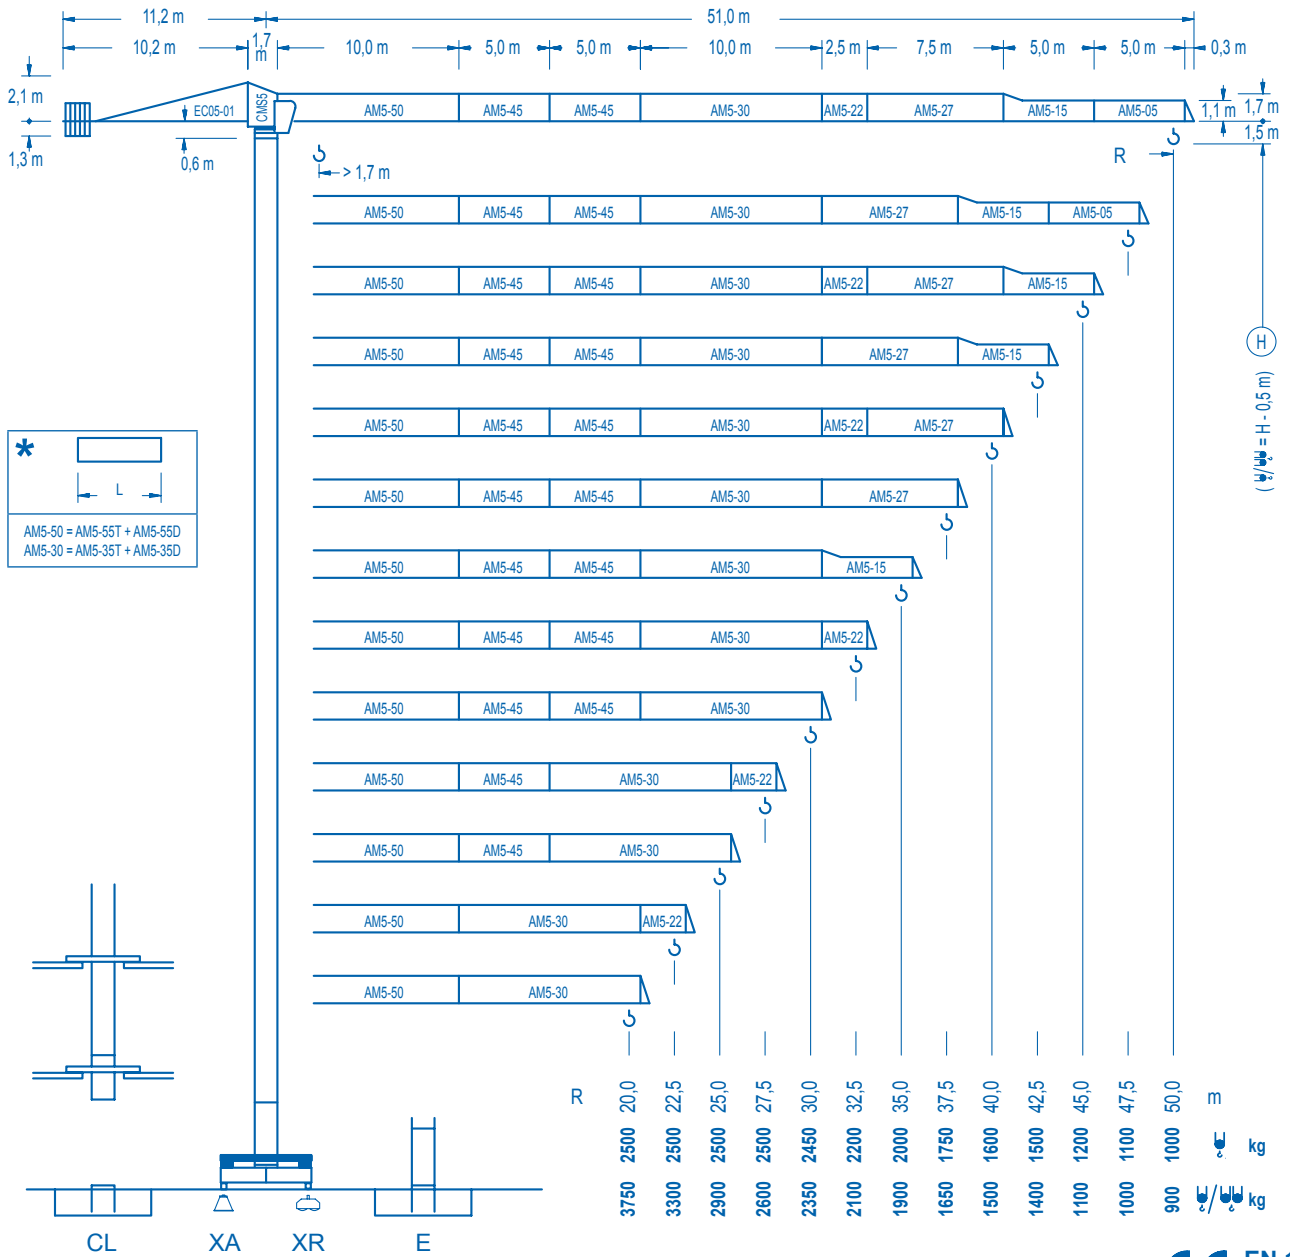 11,2 m 51,0 m
10,2 m 1,7 m 10,0 m 5,0 m 5,0 m 10,0 m 2,5 m 7,5 m 5,0 m 5,0 m 0,3 m
2,1 m EC05-01 CMS5 AM5-50 AM5-45 AM5-45 AM5-30 AM5-22 AM5-27 AM5-15 AM5-05 1,1 m 1,7 m
1,3 m 0,6 m 1,5 m
> 1,7 m R
AM5-50 AM5-45 AM5-45 AM5-30 AM5-27 AM5-15 AM5-05
AM5-50 AM5-45 AM5-45 AM5-30 AM5-22 AM5-27 AM5-15
H
AM5-50 AM5-45 AM5-45 AM5-30 AM5-27 AM5-15
( / = H - 0,5 m)
AM5-50 AM5-45 AM5-45 AM5-30 AM5-22 AM5-27
*
L
AM5-50 = AM5-55T + AM5-55D
AM5-30 = AM5-35T + AM5-35D
AM5-50 AM5-45 AM5-45 AM5-30 AM5-27
AM5-50 AM5-45 AM5-45 AM5-30 AM5-15
AM5-50 AM5-45 AM5-45 AM5-30 AM5-22
AM5-50 AM5-45 AM5-45 AM5-30
AM5-50 AM5-45 AM5-30 AM5-22
AM5-50 AM5-45 AM5-30
AM5-50 AM5-30 AM5-22
AM5-50 AM5-30
R 20,0 22,5 25,0 27,5 30,0 32,5 35,0 37,5 40,0 42,5 45,0 47,5 50,0 m
2500 2500 2500 2500 2450 2200 2000 1750 1600 1500 1200 1100 1000 kg
3750 3300 2900 2600 2350 2100 1900 1650 1500 1400 1100 1000 900 / kg
CL XA XR E